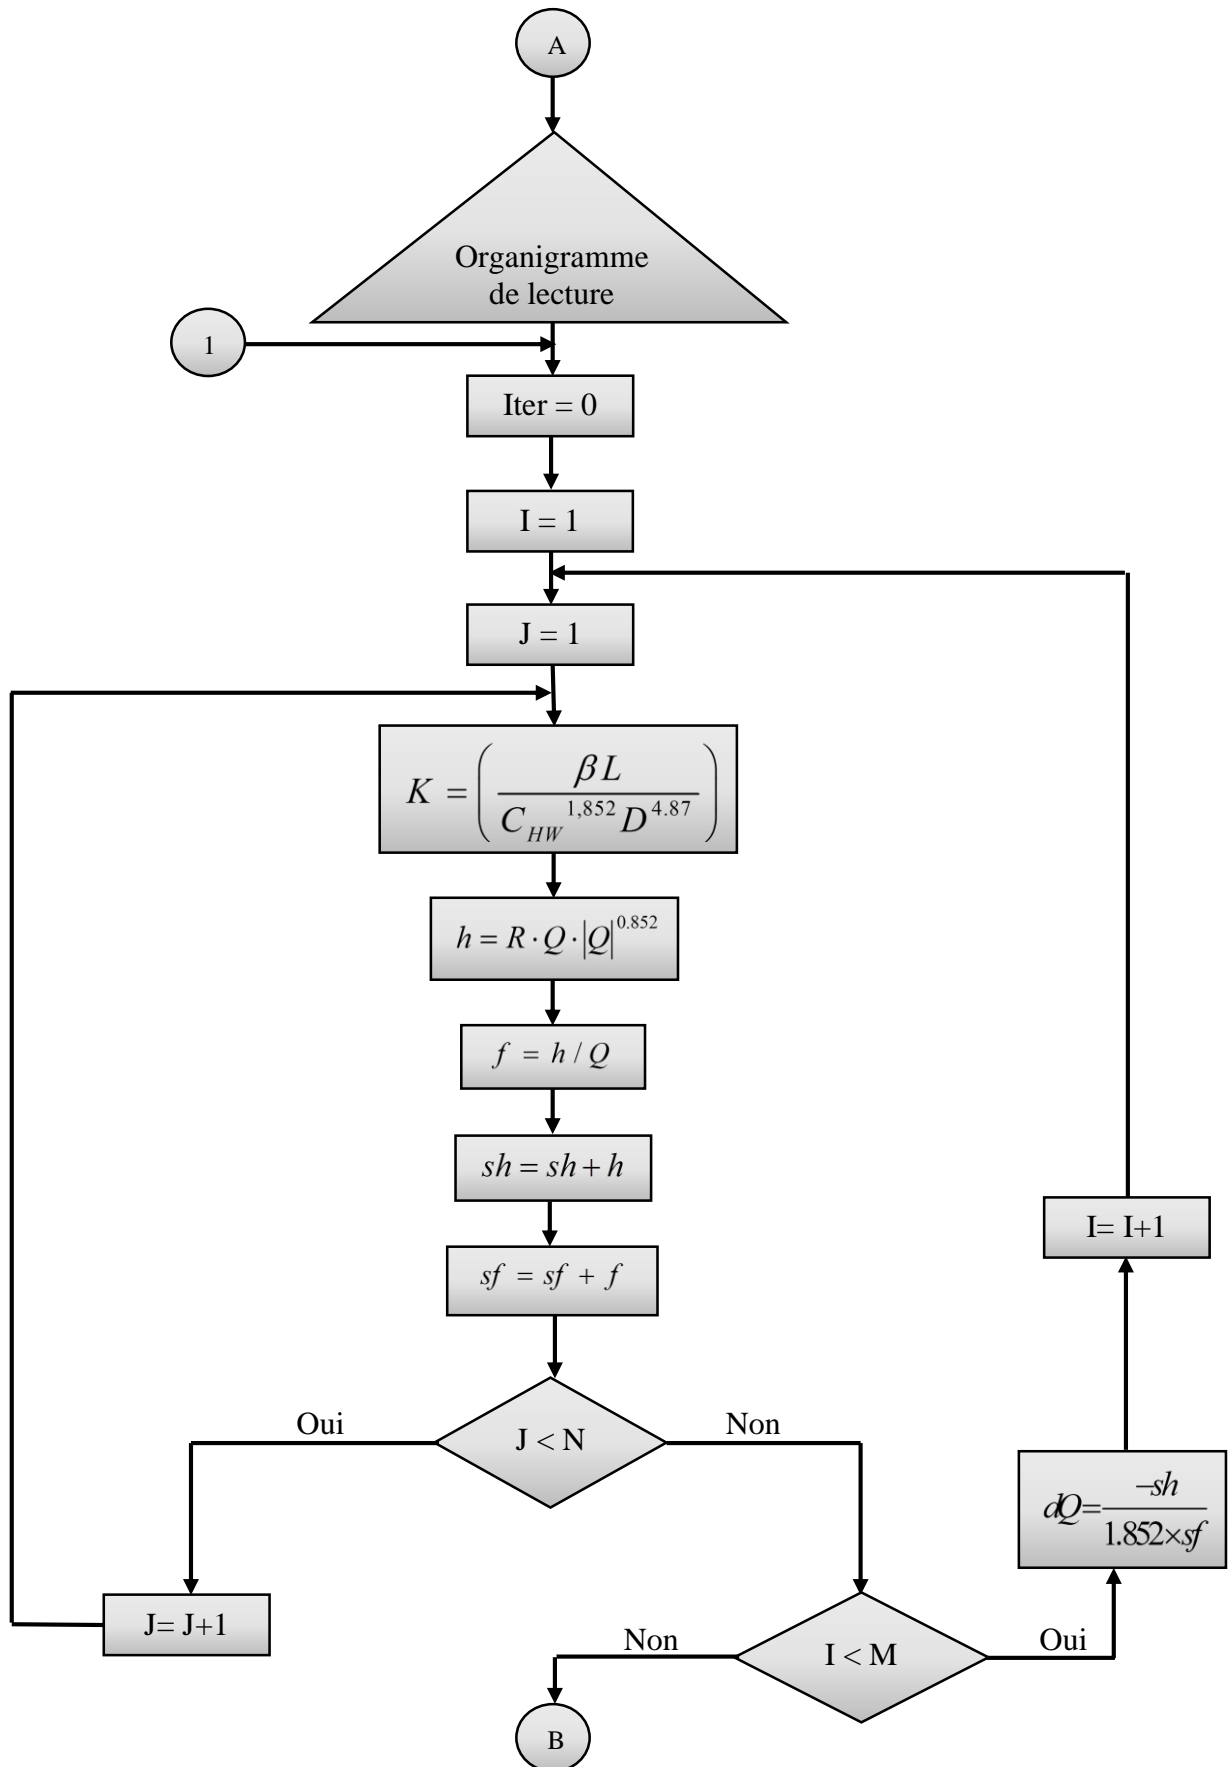 A
Organigramme
de lecture
1
Iter = 0
I = 1
J = 1
K = ( β L / C_HW^1,852 D^4.87 )
h = R · Q · |Q|^0.852
f = h / Q
sh = sh + h
sf = sf + f
I= I+1
Oui
J < N
Non
dQ= -sh / 1.852×sf
J= J+1
Non
I < M
Oui
B